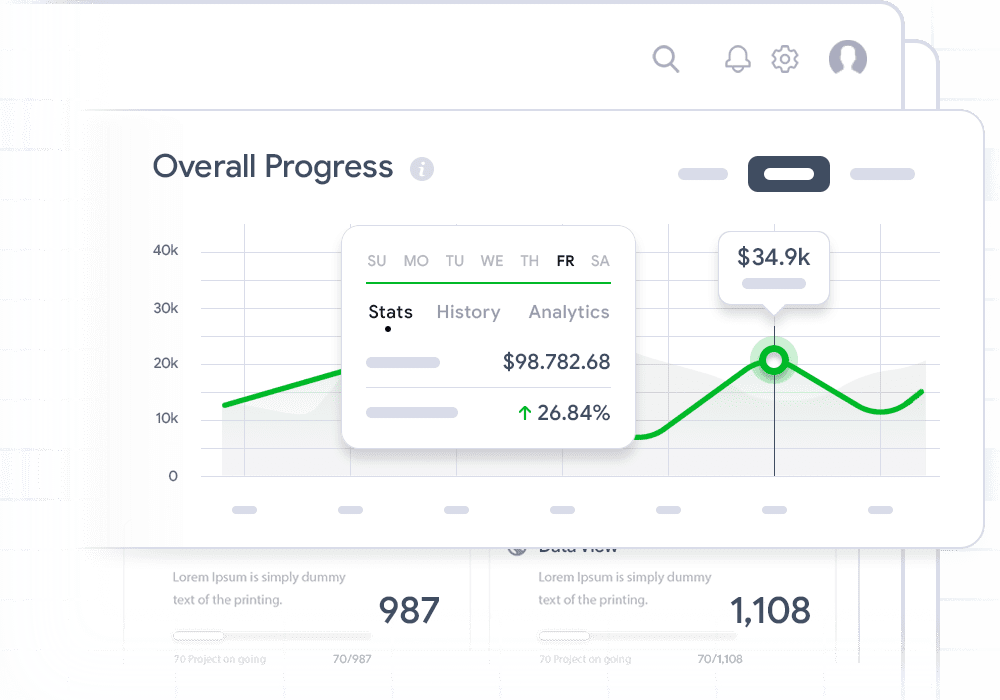 Overall Progress
i
40k
30k
20k
10k
0
SU MO TU WE TH FR SA
Stats History Analytics
$98.782.68
26.84%
$34.9k
Data View
Lorem Ipsum is simply dummy
text of the printing.
987
70 Project on going 70/987
Lorem Ipsum is simply dummy
text of the printing.
1,108
70 Project on going 70/1,108